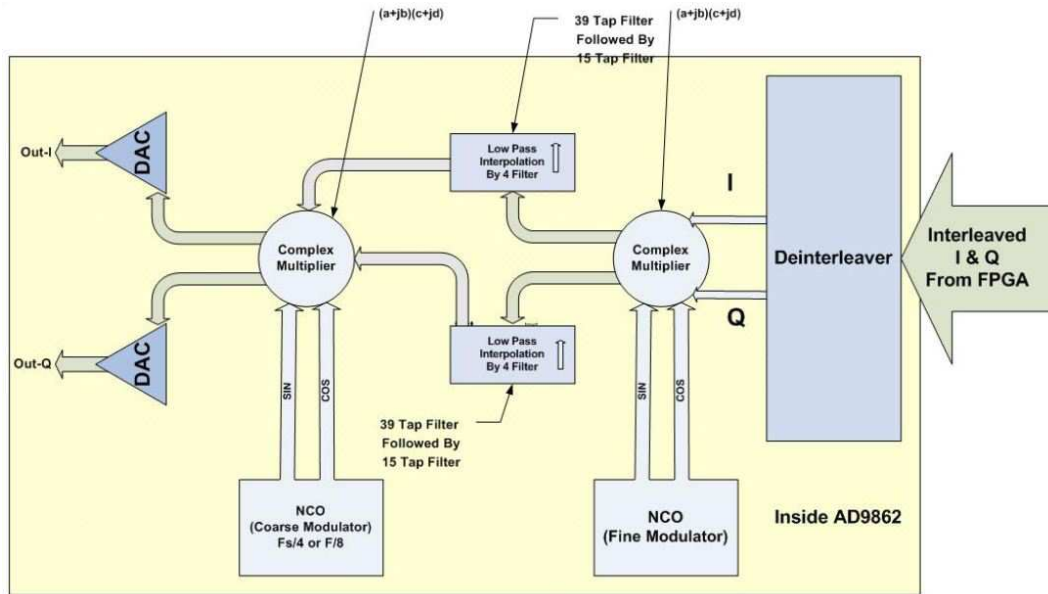 (a+jb)(c+jd)
39 Tap Filter
Followed By
15 Tap Filter
(a+jb)(c+jd)
DAC
Out-I
Low Pass
Interpolation
By 4 Filter
I
Complex
Multiplier
Complex
Multiplier
Deinterleaver
Interleaved
I & Q
From FPGA
Q
DAC
Out-Q
Low Pass
Interpolation
By 4 Filter
SIN
COS
SIN
COS
39 Tap Filter
Followed By
15 Tap Filter
NCO
(Coarse Modulator)
Fs/4 or F/8
NCO
(Fine Modulator)
Inside AD9862